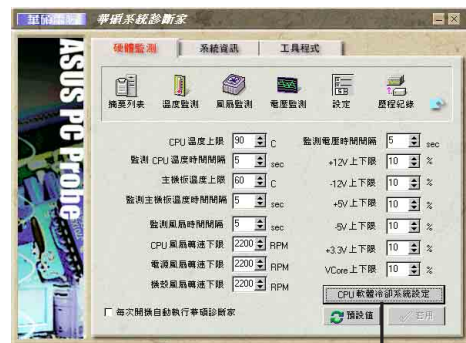 華碩電腦 華碩系統診斷家
ASUS PC Probe
硬體監測 系統資訊 工具程式
摘要列表 溫度監測 風扇監測 電壓監測 設定 歷程紀錄
CPU 溫度上限 90 C 監測電壓時間間隔 5 sec
監測 CPU 溫度時間間隔 5 sec +12V 上下限 10 %
主機板溫度上限 60 C -12V 上下限 10 %
監測主機板溫度時間間隔 5 sec +5V 上下限 10 %
監測風扇時間間隔 5 sec -5V 上下限 10 %
CPU 風扇轉速下限 2200 RPM +3.3V 上下限 10 %
電源風扇轉速下限 2200 RPM VCore 上下限 10 %
機殼風扇轉速下限 2200 RPM
CPU 軟體冷卻系統設定
每次開機自動執行華碩診斷家 預設值 套用